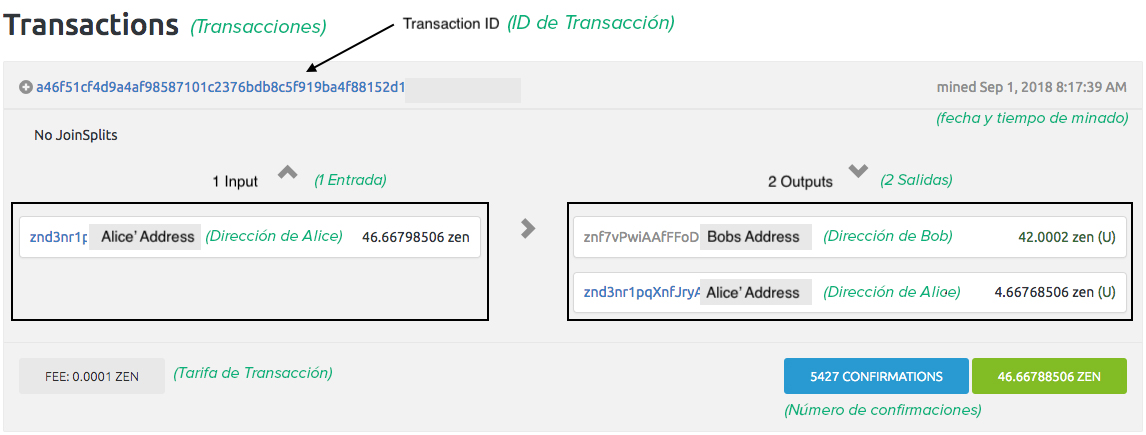 Transactions (Transacciones)
Transaction ID (ID de Transacción)
a46f51cf4d9a4af98587101c2376bdb8c5f919ba4f88152d1
mined Sep 1, 2018 8:17:39 AM
(fecha y tiempo de minado)
No JoinSplits
1 Input (1 Entrada)
2 Outputs (2 Salidas)
znd3nr1p Alice' Address (Dirección de Alice) 46.66798506 zen
znf7vPwiAAfFFoD Bobs Address (Dirección de Bob) 42.0002 zen (U)
znd3nr1pqXnfJryA Alice' Address (Dirección de Alice) 4.66768506 zen (U)
FEE: 0.0001 ZEN (Tarifa de Transacción)
5427 CONFIRMATIONS
46.66788506 ZEN
(Número de confirmaciones)